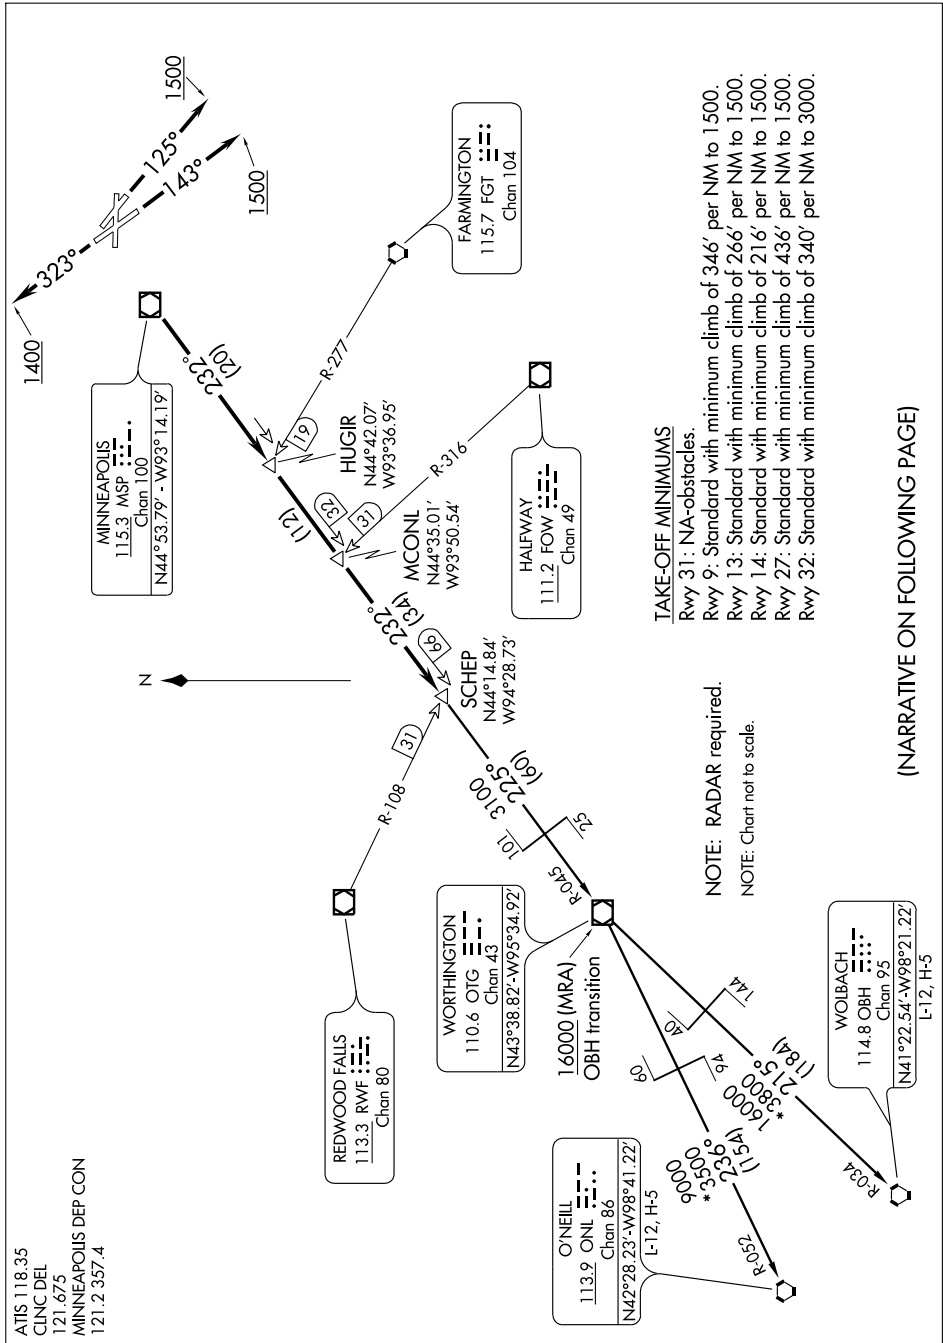 ATIS 118.35
CLNC DEL
121.675
MINNEAPOLIS DEP CON
121.2 357.4
1400
323°
125°
1500
143°
1500
MINNEAPOLIS
115.3 MSP
Chan 100
N44°53.79' - W93°14.19'
232°
(20)
HUGIR
N44°42.07'
W93°36.95'
19
R-277
FARMINGTON
115.7 FGT
Chan 104
(12)
32
31
MCONL
N44°35.01'
W93°50.54'
R-316
HALFWAY
111.2 FOW
Chan 49
N
232°
(34)
66
SCHEP
N44°14.84'
W94°28.73'
31
R-108
REDWOOD FALLS
113.3 RWF
Chan 80
3100
225°
(60)
101
25
R-045
WORTHINGTON
110.6 OTG
Chan 43
N43°38.82'-W95°34.92'
16000 (MRA)
OBH transition
60
94
9000
*3500
236°
(154)
R-052
O'NEILL
113.9 ONL
Chan 86
N42°28.23'-W98°41.22'
L-12, H-5
40
144
16000
*3800
215°
(184)
R-034
WOLBACH
114.8 OBH
Chan 95
N41°22.54'-W98°21.22'
L-12, H-5
TAKE-OFF MINIMUMS
Rwy 31: NA-obstacles.
Rwy 9: Standard with minimum climb of 346' per NM to 1500.
Rwy 13: Standard with minimum climb of 266' per NM to 1500.
Rwy 14: Standard with minimum climb of 216' per NM to 1500.
Rwy 27: Standard with minimum climb of 436' per NM to 1500.
Rwy 32: Standard with minimum climb of 340' per NM to 3000.
NOTE: RADAR required.
NOTE: Chart not to scale.
(NARRATIVE ON FOLLOWING PAGE)